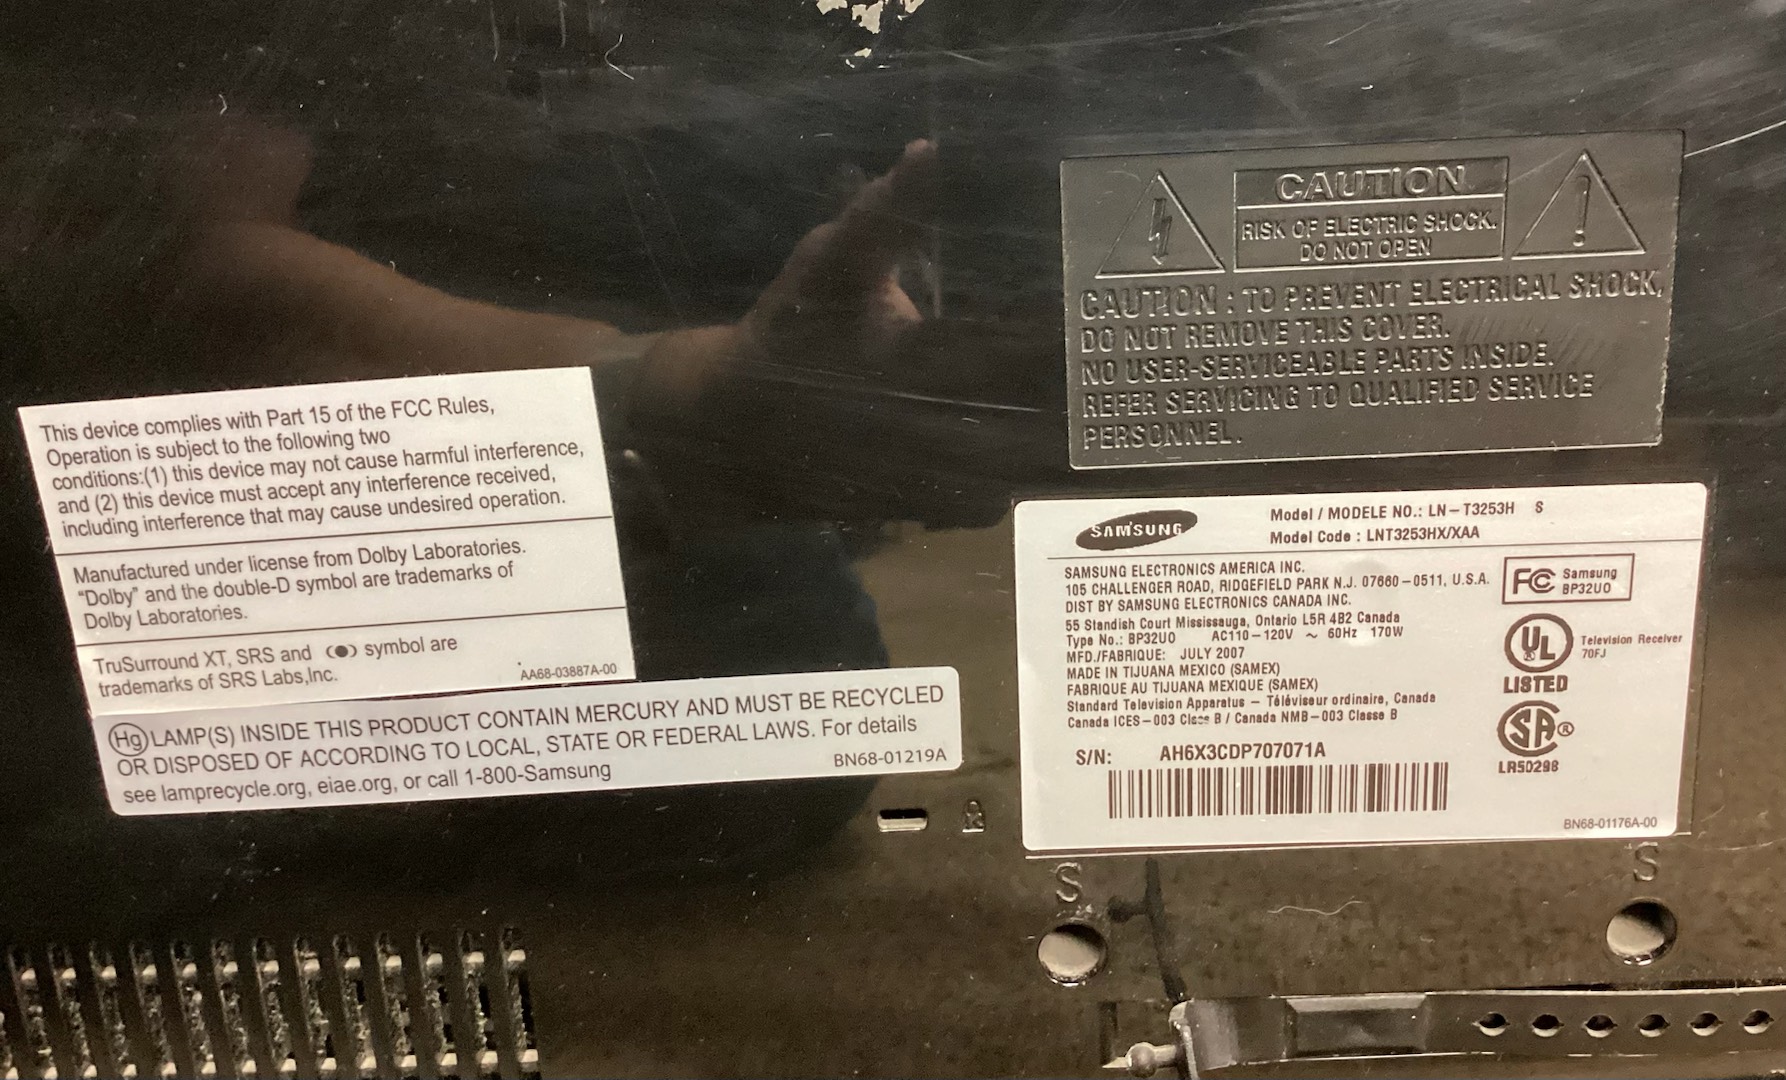 This device complies with Part 15 of the FCC Rules,
Operation is subject to the following two
conditions:(1) this device may not cause harmful interference,
and (2) this device must accept any interference received,
including interference that may cause undesired operation.
Manufactured under license from Dolby Laboratories.
“Dolby” and the double-D symbol are trademarks of
Dolby Laboratories.
TruSurround XT, SRS and symbol are
trademarks of SRS Labs,Inc.
AA68-03887A-00
Hg LAMP(S) INSIDE THIS PRODUCT CONTAIN MERCURY AND MUST BE RECYCLED
OR DISPOSED OF ACCORDING TO LOCAL, STATE OR FEDERAL LAWS. For details
see lamprecycle.org, eiae.org, or call 1-800-Samsung
BN68-01219A
CAUTION
RISK OF ELECTRIC SHOCK.
DO NOT OPEN
CAUTION : TO PREVENT ELECTRICAL SHOCK,
DO NOT REMOVE THIS COVER.
NO USER-SERVICEABLE PARTS INSIDE.
REFER SERVICING TO QUALIFIED SERVICE
PERSONNEL.
SAMSUNG
Model / MODELE NO.: LN-T3253H S
Model Code : LNT3253HX/XAA
SAMSUNG ELECTRONICS AMERICA INC.
105 CHALLENGER ROAD, RIDGEFIELD PARK N.J. 07660-0511, U.S.A.
DIST BY SAMSUNG ELECTRONICS CANADA INC.
55 Standish Court Mississauga, Ontario L5R 4B2 Canada
Type No.: BP32UO AC110-120V ~ 60Hz 170W
MFD./FABRIQUE: JULY 2007
MADE IN TIJUANA MEXICO (SAMEX)
FABRIQUE AU TIJUANA MEXIQUE (SAMEX)
Standard Television Apparatus - Téléviseur ordinaire, Canada
Canada ICES-003 Class B / Canada NMB-003 Classe B
FC Samsung
BP32UO
UL ®
Television Receiver
70FJ
LISTED
SA ®
LR50298
S/N: AH6X3CDP707071A
BN68-01176A-00
S
S